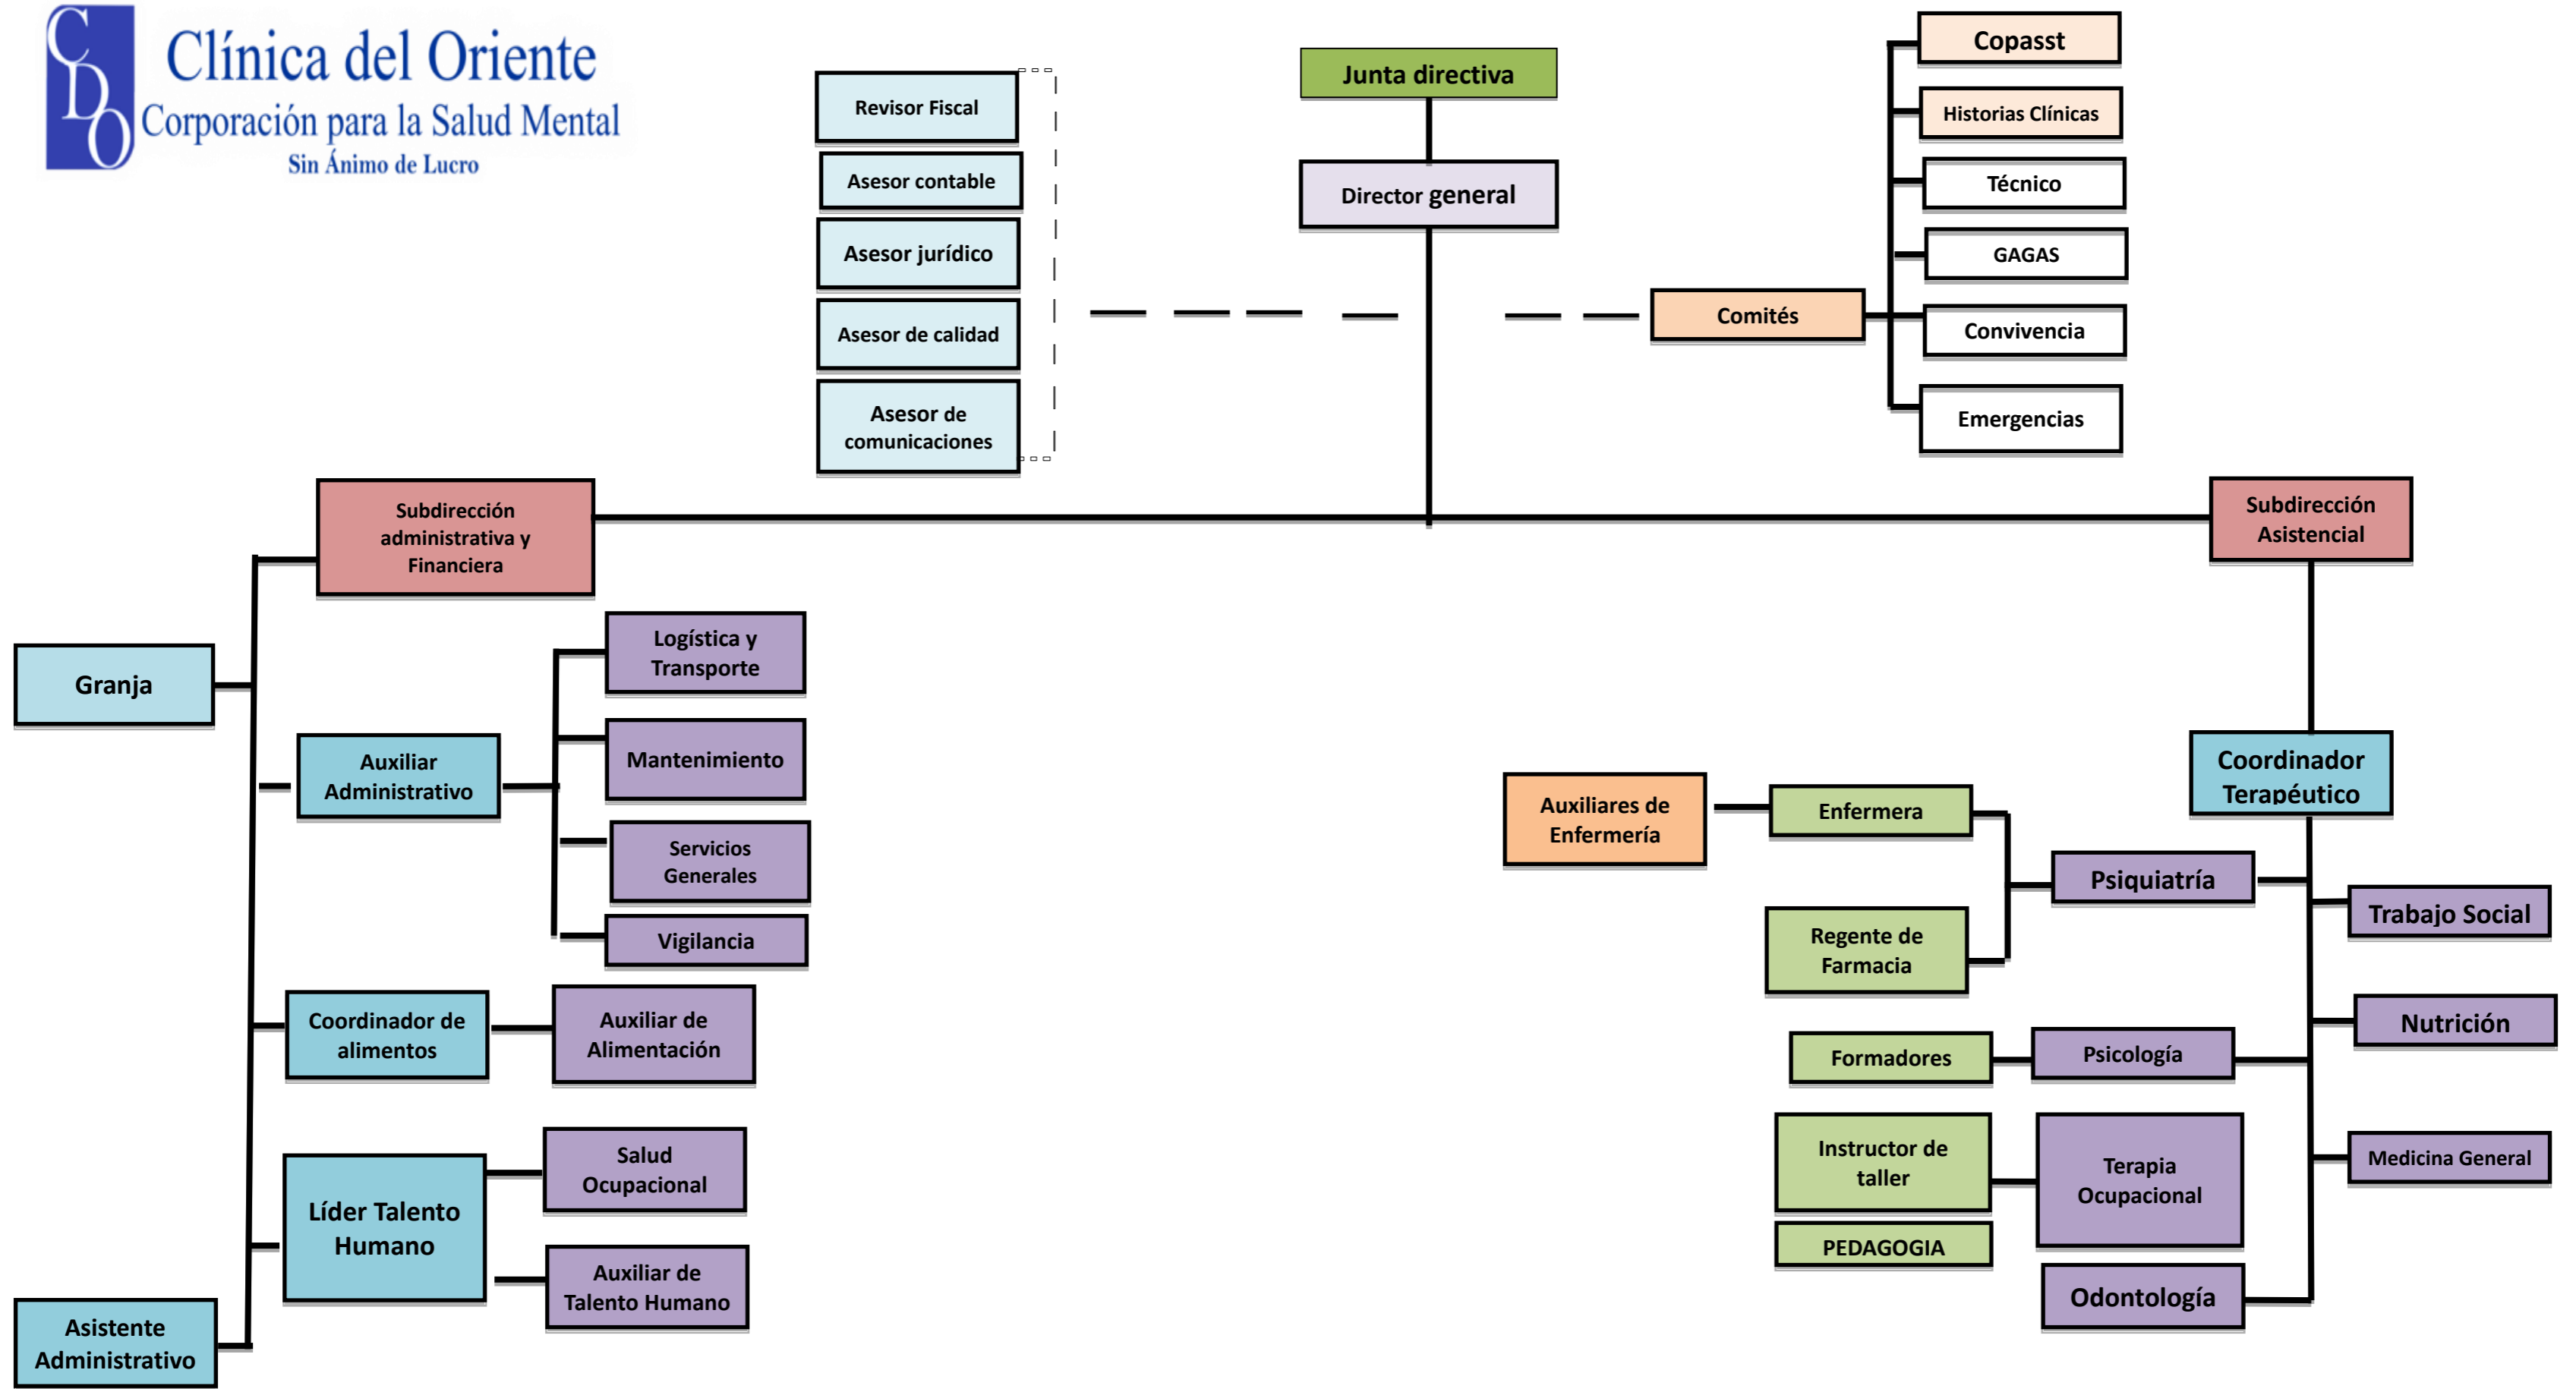 CDO
Clínica del Oriente
Corporación para la Salud Mental
Sin Ánimo de Lucro
Junta directiva
Director general
Revisor Fiscal
Asesor contable
Asesor jurídico
Asesor de calidad
Asesor de
comunicaciones
Comités
Copasst
Historias Clínicas
Técnico
GAGAS
Convivencia
Emergencias
Subdirección
administrativa y
Financiera
Granja
Auxiliar
Administrativo
Logística y
Transporte
Mantenimiento
Servicios
Generales
Vigilancia
Coordinador de
alimentos
Auxiliar de
Alimentación
Líder Talento
Humano
Salud
Ocupacional
Auxiliar de
Talento Humano
Asistente
Administrativo
Subdirección
Asistencial
Coordinador
Terapéutico
Auxiliares de
Enfermería
Enfermera
Psiquiatría
Regente de
Farmacia
Trabajo Social
Nutrición
Formadores
Psicología
Medicina General
Instructor de
taller
PEDAGOGIA
Terapia
Ocupacional
Odontología